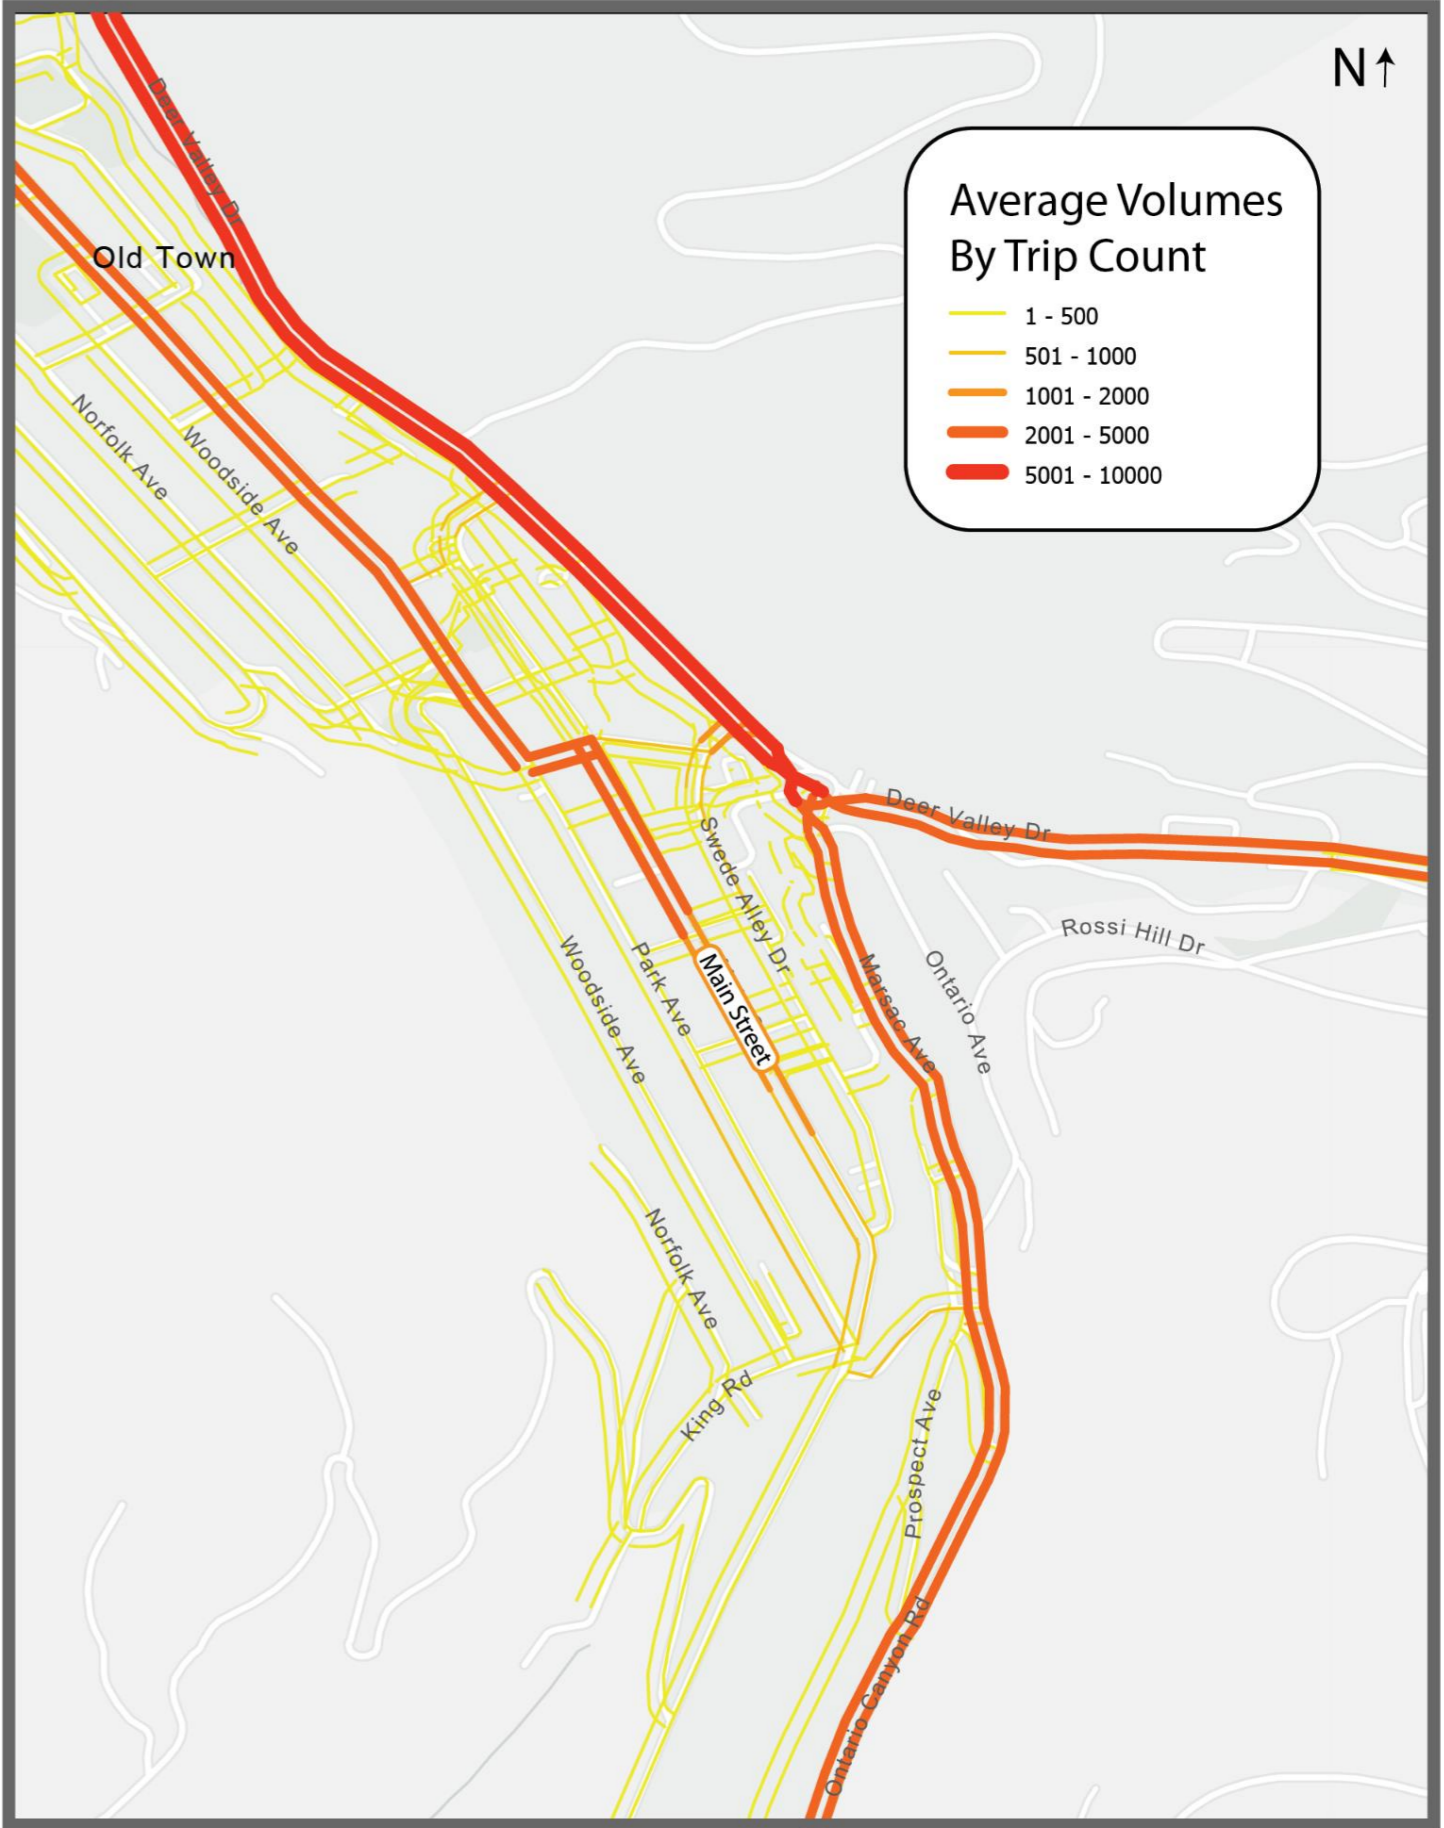 N
Deer Valley Dr
Average Volumes
By Trip Count
1 - 500
501 - 1000
1001 - 2000
2001 - 5000
5001 - 10000
Old Town
Norfolk Ave
Woodside Ave
Deer Valley Dr
Swede Alley Dr
Rossi Hill Dr
Woodside Ave
Park Ave
Main Street
Marsac Ave
Ontario Ave
Norfolk Ave
King Rd
Prospect Ave
Ontario Canyon Rd